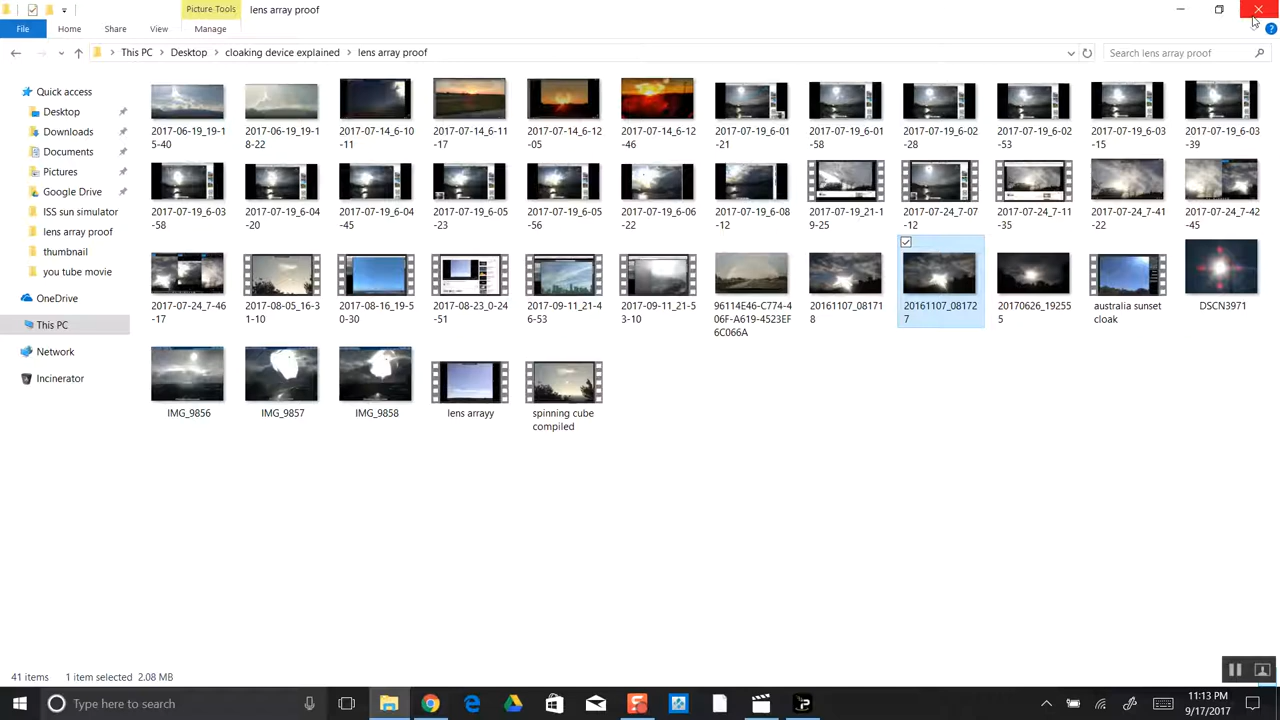 Picture Tools
lens array proof
File
Home
Share
View
Manage
This PC
Desktop
cloaking device explained
lens array proof
Search lens array proof
Quick access
Desktop
Downloads
Documents
Pictures
Google Drive
ISS sun simulator
lens array proof
thumbnail
you tube movie
OneDrive
This PC
Network
Incinerator
2017-06-19_19-1
5-40
2017-06-19_19-1
8-22
2017-07-14_6-10
-11
2017-07-14_6-11
-17
2017-07-14_6-12
-05
2017-07-14_6-12
-46
2017-07-19_6-01
-21
2017-07-19_6-01
-58
2017-07-19_6-02
-28
2017-07-19_6-02
-53
2017-07-19_6-03
-15
2017-07-19_6-03
-39
2017-07-19_6-03
-58
2017-07-19_6-04
-20
2017-07-19_6-04
-45
2017-07-19_6-05
-23
2017-07-19_6-05
-56
2017-07-19_6-06
-22
2017-07-19_6-08
-12
2017-07-19_21-1
9-25
2017-07-24_7-07
-12
2017-07-24_7-11
-35
2017-07-24_7-41
-22
2017-07-24_7-42
-45
2017-07-24_7-46
-17
2017-08-05_16-3
1-10
2017-08-16_19-5
0-30
2017-08-23_0-24
-51
2017-09-11_21-4
6-53
2017-09-11_21-5
3-10
96114E46-C774-4
06F-A619-4523EF
6C066A
20161107_08171
8
20161107_08172
7
20170626_19255
5
australia sunset
cloak
DSCN3971
IMG_9856
IMG_9857
IMG_9858
lens arrayy
spinning cube
compiled
41 items
1 item selected 2.08 MB
Type here to search
11:13 PM
9/17/2017